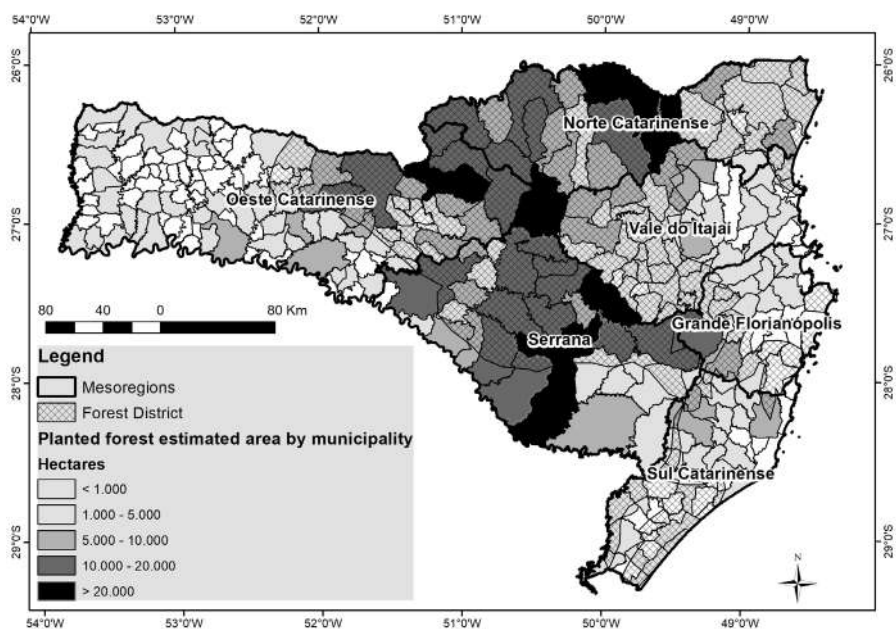 54°0'W 53°0'W 52°0'W 51°0'W 50°0'W 49°0'W
26°0'S
26°0'S
Norte Catarinense
Oeste Catarinense
27°0'S
Vale do Itajaí
27°0'S
80 40 0 80 Km
Grande Florianópolis
Serrana
Legend
Mesoregions
28°0'S
Forest District
28°0'S
Planted forest estimated area by municipality
Hectares
Sul Catarinense
< 1.000
1.000 - 5.000
5.000 - 10.000
29°0'S
29°0'S
10.000 - 20.000
N
> 20.000
54°0'W 53°0'W 52°0'W 51°0'W 50°0'W 49°0'W